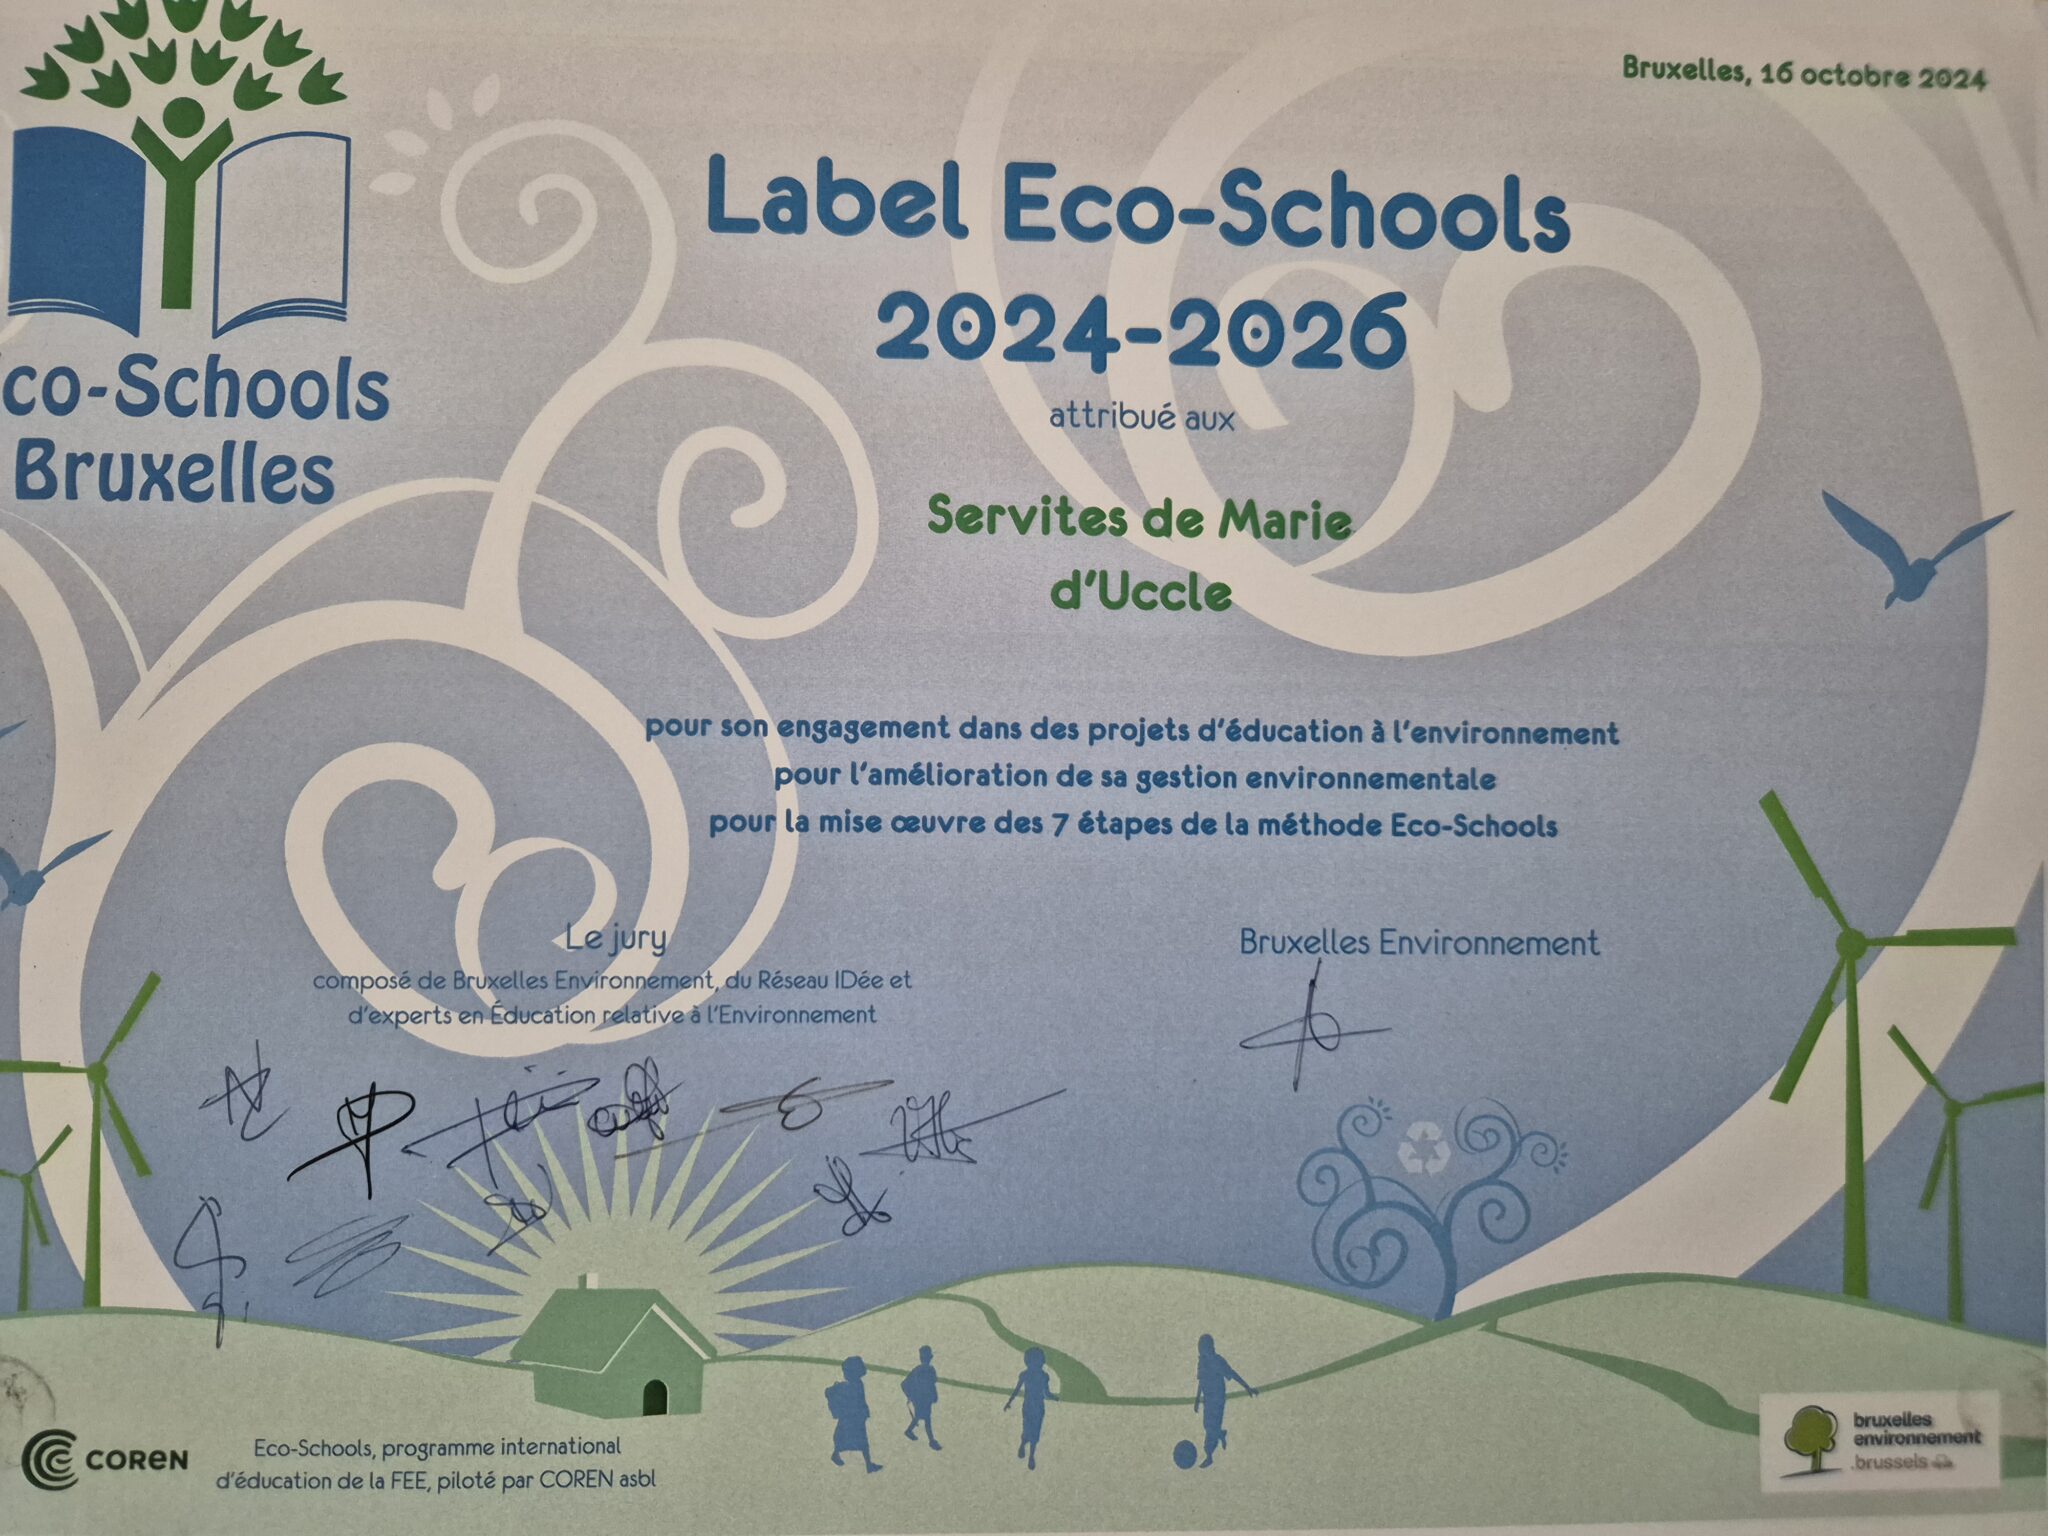 Bruxelles, 16 octobre 2024
Label Eco-Schools
2024-2026
attribué aux
co-Schools
Bruxelles
Servites de Marie
d'Uccle
pour son engagement dans des projets d'éducation à l'environnement
pour l'amélioration de sa gestion environnementale
pour la mise œuvre des 7 étapes de la méthode Eco-Schools
Le jury
composé de Bruxelles Environnement, du Réseau IDée et
d'experts en Éducation relative à l'Environnement
Bruxelles Environnement
COREN
Eco-Schools, programme international
d'éducation de la FEE, piloté par COREN asbl
bruxelles
environnement
.brussels